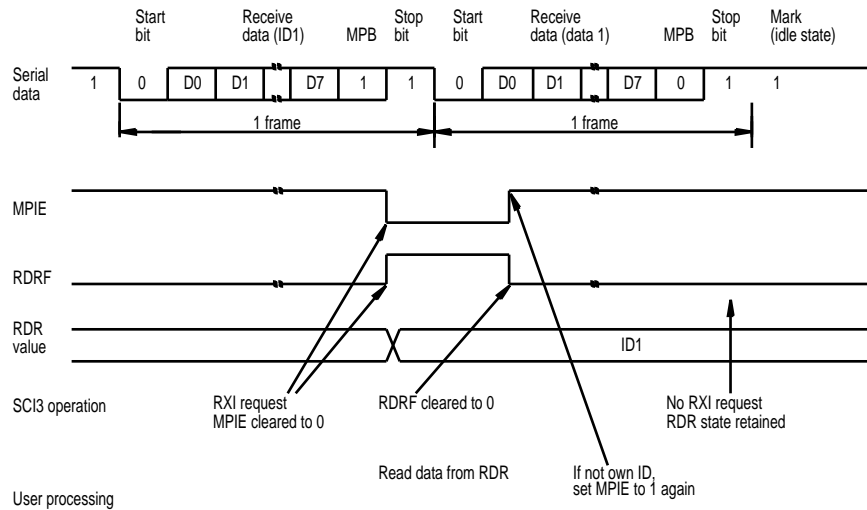 Start bit
Receive data (ID1)
MPB
Stop bit
Start bit
Receive data (data 1)
MPB
Stop bit
Mark (idle state)
Serial data
1 0 D0 D1 D7 1 1 0 D0 D1 D7 0 1 1
1 frame
1 frame
MPIE
RDRF
RDR value
ID1
SCI3 operation
RXI request
MPIE cleared to 0
RDRF cleared to 0
No RXI request
RDR state retained
User processing
Read data from RDR
If not own ID,
set MPIE to 1 again